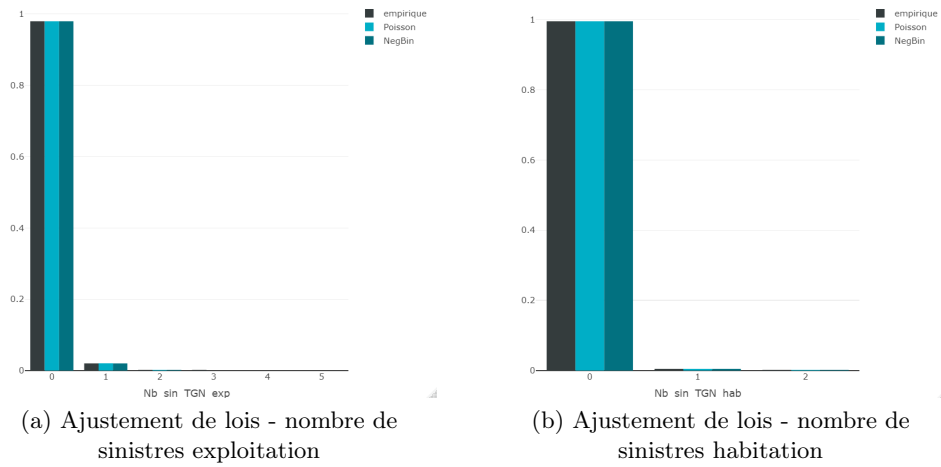 empirique
Poisson
NegBin
1
0.8
0.6
0.4
0.2
0
0 1 2 3 4 5
Nb sin TGN exp
(a) Ajustement de lois - nombre de
sinistres exploitation
empirique
Poisson
NegBin
1
0.8
0.6
0.4
0.2
0
0 1 2
Nb sin TGN hab
(b) Ajustement de lois - nombre de
sinistres habitation